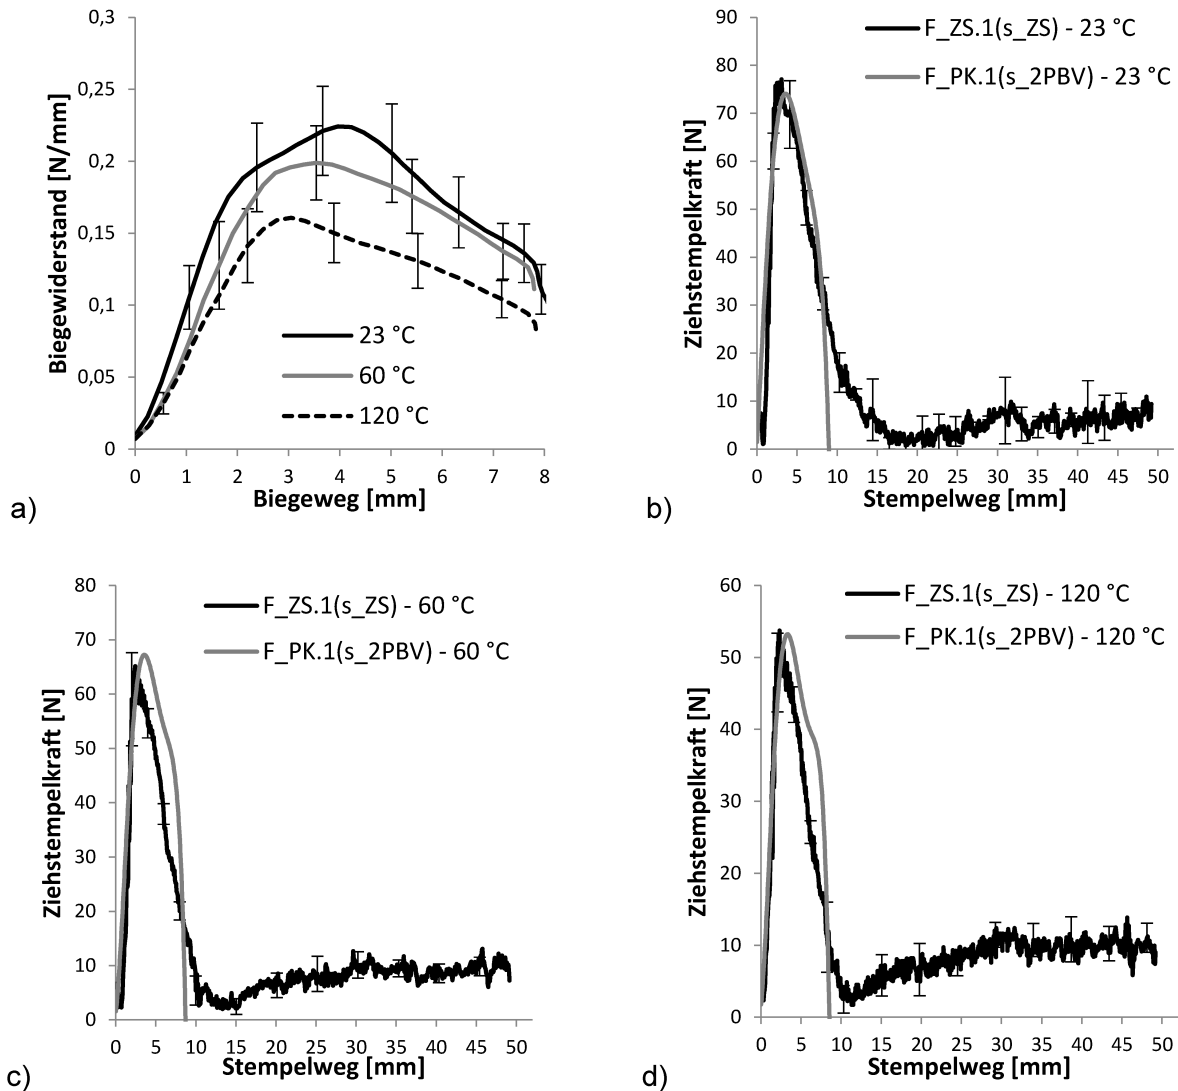 0,3
0,25
0,2
0,15
0,1
0,05
0
Biegewiderstand [N/mm]
23 °C
60 °C
120 °C
0 1 2 3 4 5 6 7 8
Biegeweg [mm]
a)
90
80
70
60
50
40
30
20
10
0
Ziehstempelkraft [N]
F_ZS.1(s_ZS) - 23 °C
F_PK.1(s_2PBV) - 23 °C
0 5 10 15 20 25 30 35 40 45 50
Stempelweg [mm]
b)
80
70
60
50
40
30
20
10
0
Ziehstempelkraft [N]
F_ZS.1(s_ZS) - 60 °C
F_PK.1(s_2PBV) - 60 °C
0 5 10 15 20 25 30 35 40 45 50
Stempelweg [mm]
c)
60
50
40
30
20
10
0
Ziehstempelkraft [N]
F_ZS.1(s_ZS) - 120 °C
F_PK.1(s_2PBV) - 120 °C
0 5 10 15 20 25 30 35 40 45 50
Stempelweg [mm]
d)